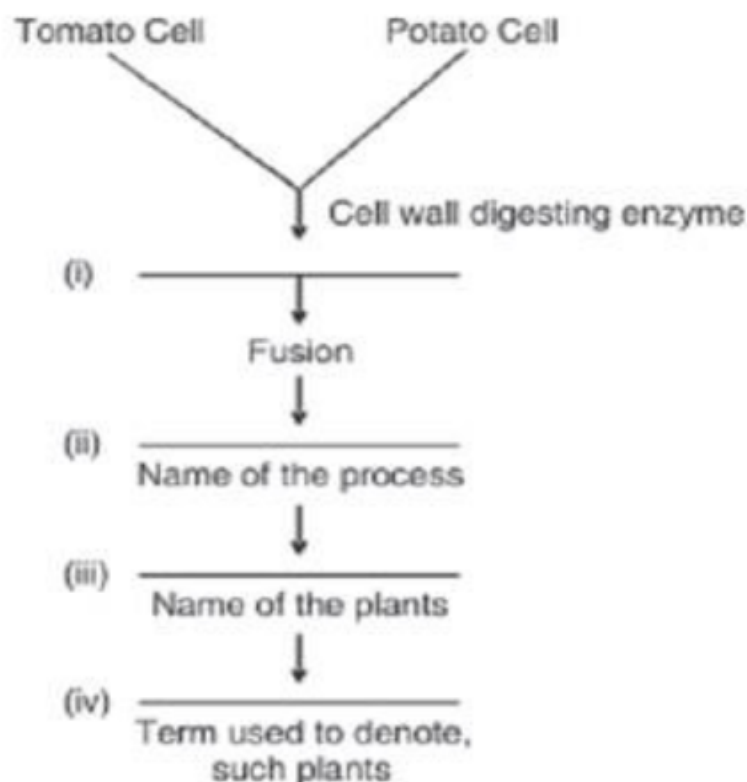 Tomato Cell Potato Cell
Cell wall digesting enzyme
(i)
Fusion
(ii)
Name of the process
(iii)
Name of the plants
(iv)
Term used to denote,
such plants